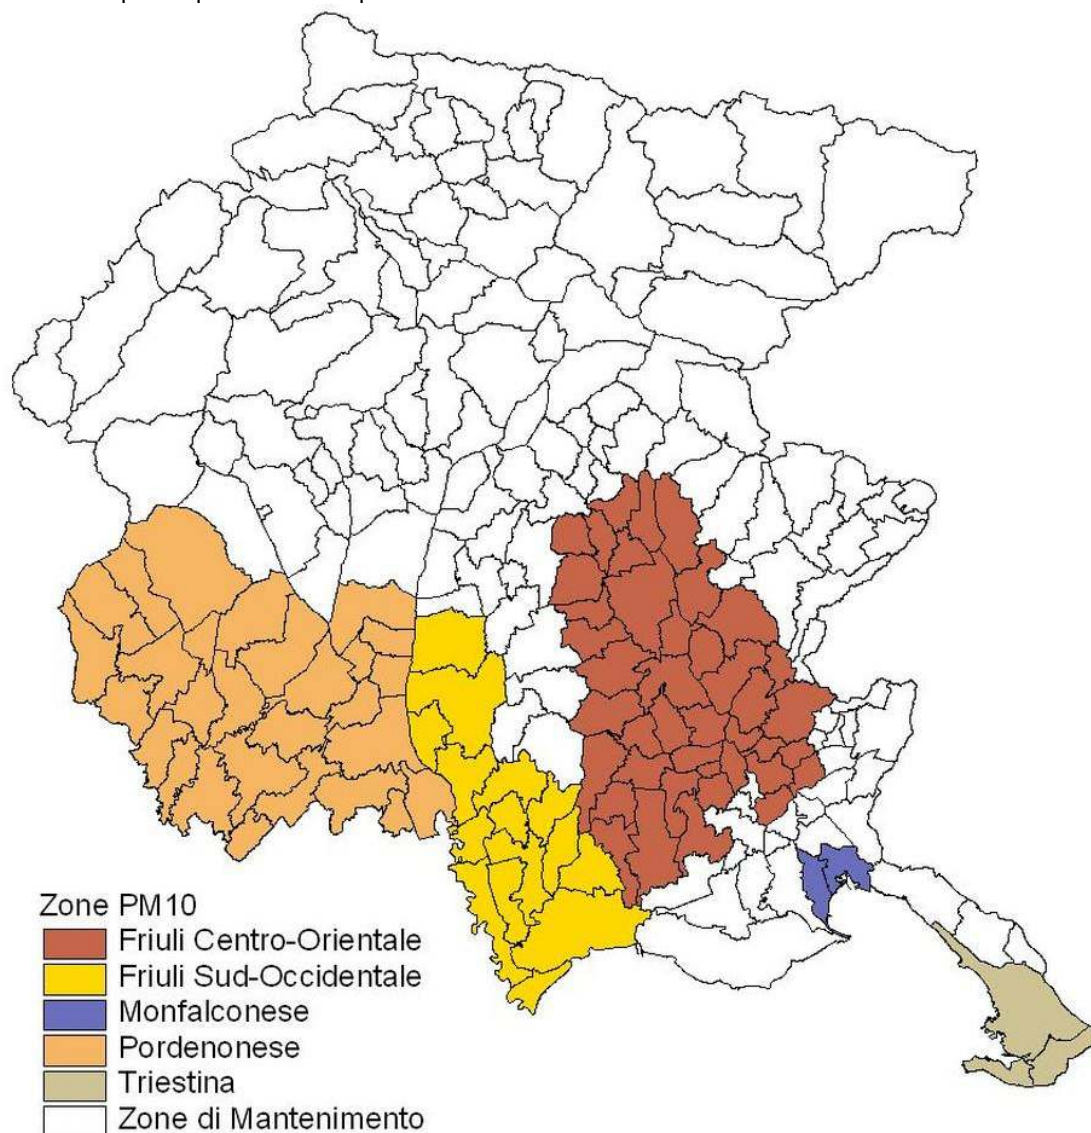 Zone PM10
Friuli Centro-Orientale
Friuli Sud-Occidentale
Monfalconese
Pordenonese
Triestina
Zone di Mantenimento